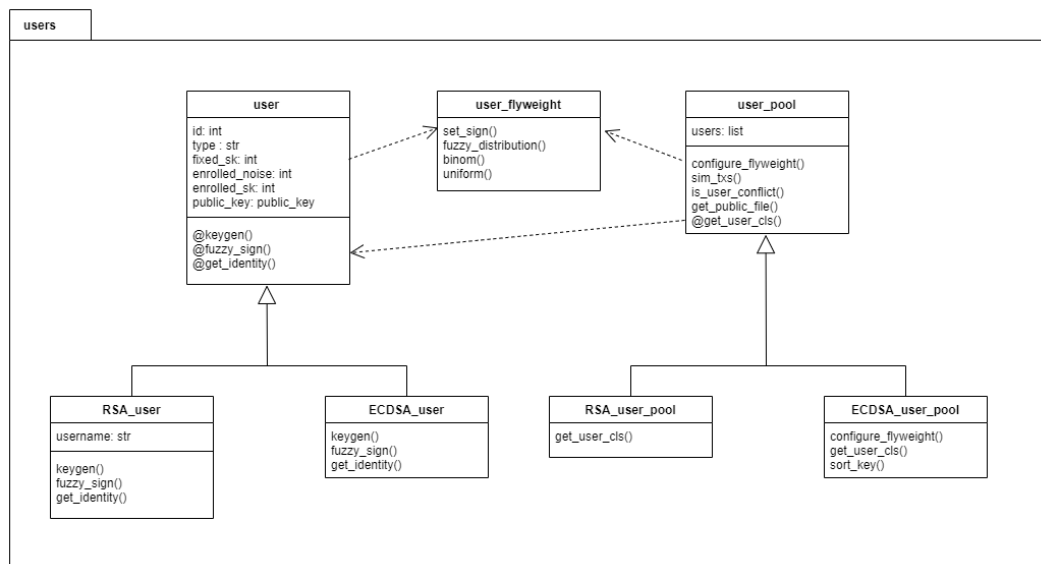 users
user
id: int
type : str
fixed_sk: int
enrolled_noise: int
enrolled_sk: int
public_key: public_key
@keygen()
@fuzzy_sign()
@get_identity()
user_flyweight
set_sign()
fuzzy_distribution()
binom()
uniform()
user_pool
users: list
configure_flyweight()
sim_txs()
is_user_conflict()
get_public_file()
@get_user_cls()
RSA_user
username: str
keygen()
fuzzy_sign()
get_identity()
ECDSA_user
keygen()
fuzzy_sign()
get_identity()
RSA_user_pool
get_user_cls()
ECDSA_user_pool
configure_flyweight()
get_user_cls()
sort_key()